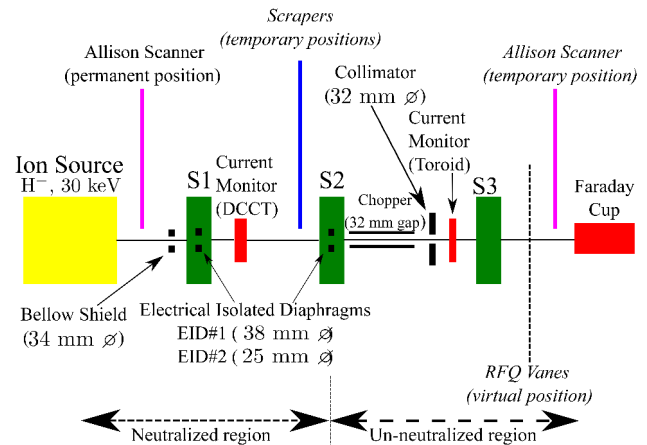 Scrapers
(temporary positions)
Allison Scanner
(permanent position)
Allison Scanner
(temporary position)
Collimator
(32 mm ⌀)
Current
Monitor
(Toroid)
Ion Source
H⁻, 30 keV
S1
Current
Monitor
(DCCT)
S2
Chopper
(32 mm gap)
S3
Faraday
Cup
Bellow Shield
(34 mm ⌀)
Electrical Isolated Diaphragms
EID#1 ( 38 mm ⌀)
EID#2 ( 25 mm ⌀)
RFQ Vanes
(virtual position)
Neutralized region
Un-neutralized region